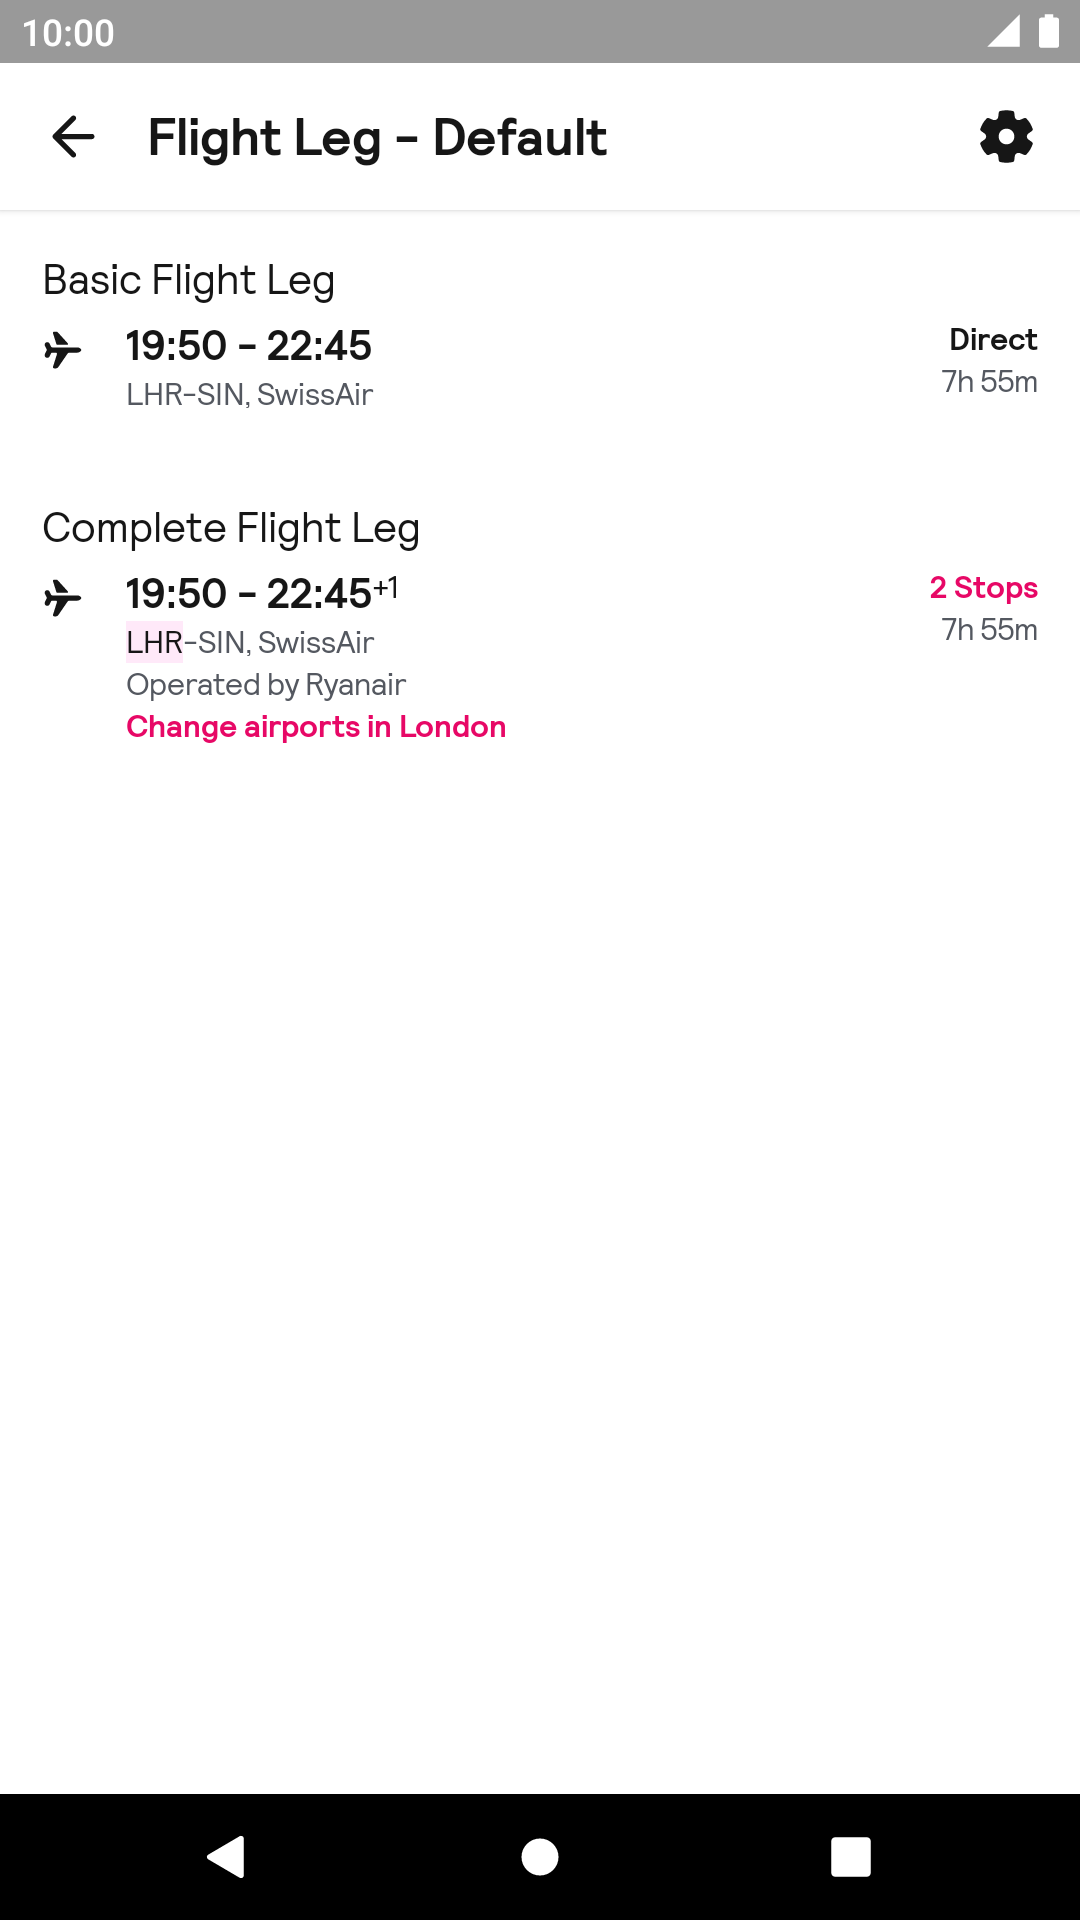 10:00
Flight Leg - Default
Basic Flight Leg
19:50 - 22:45
Direct
LHR-SIN, SwissAir
7h 55m
Complete Flight Leg
19:50 - 22:45+1
2 Stops
LHR-SIN, SwissAir
7h 55m
Operated by Ryanair
Change airports in London